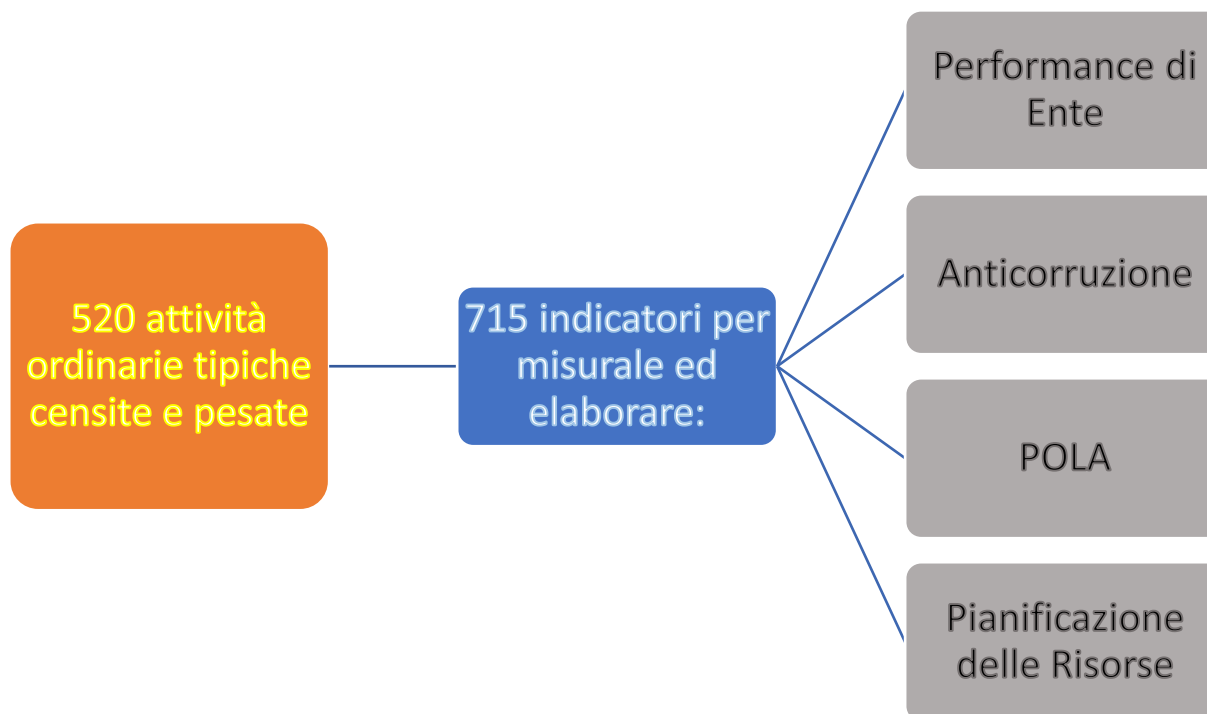 520 attività
ordinarie tipiche
censite e pesate
715 indicatori per
misurale ed
elaborare:
Performance di
Ente
Anticorruzione
POLA
Pianificazione
delle Risorse